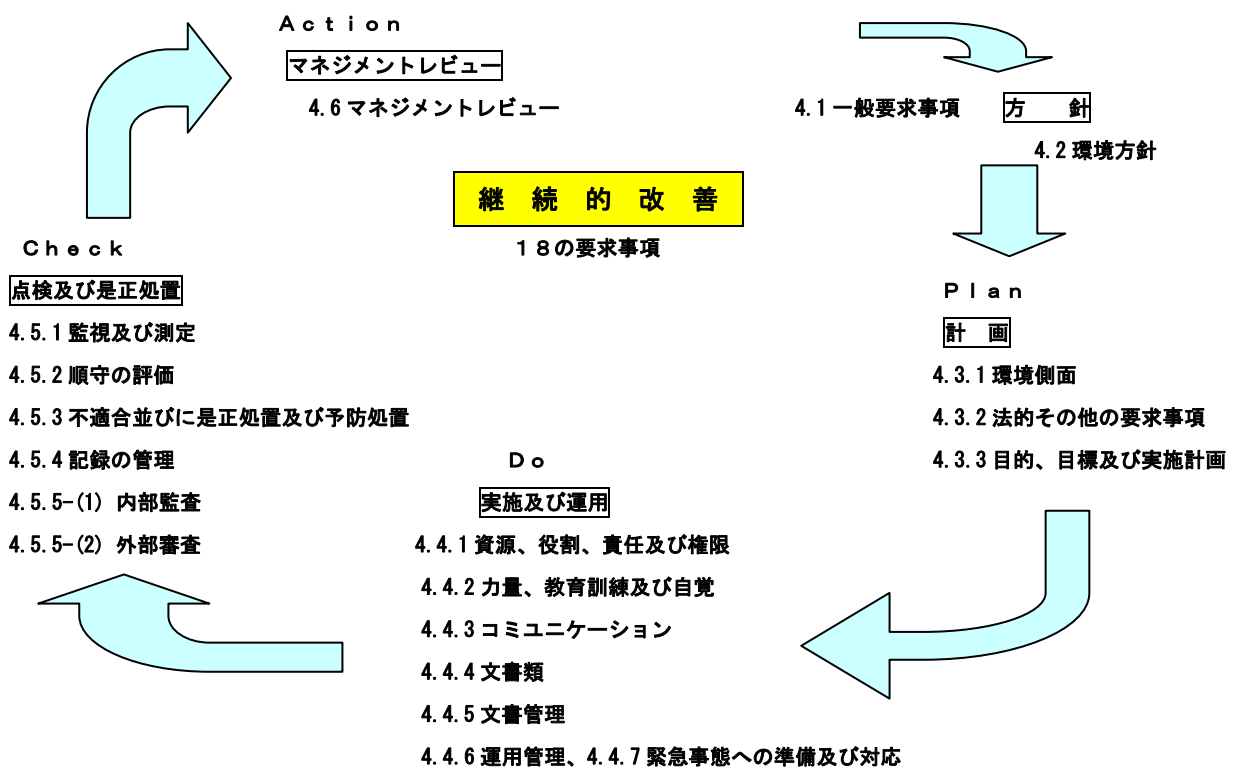 Ａｃｔｉｏｎ
マネジメントレビュー
4.6 マネジメントレビュー
4.1 一般要求事項
方　　針
4.2 環境方針
継　続　的　改　善
１８の要求事項
Ｃｈｅｃｋ
点検及び是正処置
4.5.1 監視及び測定
4.5.2 順守の評価
4.5.3 不適合並びに是正処置及び予防処置
4.5.4 記録の管理
4.5.5-(1) 内部監査
4.5.5-(2) 外部審査
Ｐｌａｎ
計　画
4.3.1 環境側面
4.3.2 法的その他の要求事項
4.3.3 目的、目標及び実施計画
Ｄｏ
実施及び運用
4.4.1 資源、役割、責任及び権限
4.4.2 力量、教育訓練及び自覚
4.4.3 コミュニケーション
4.4.4 文書類
4.4.5 文書管理
4.4.6 運用管理、4.4.7 緊急事態への準備及び対応